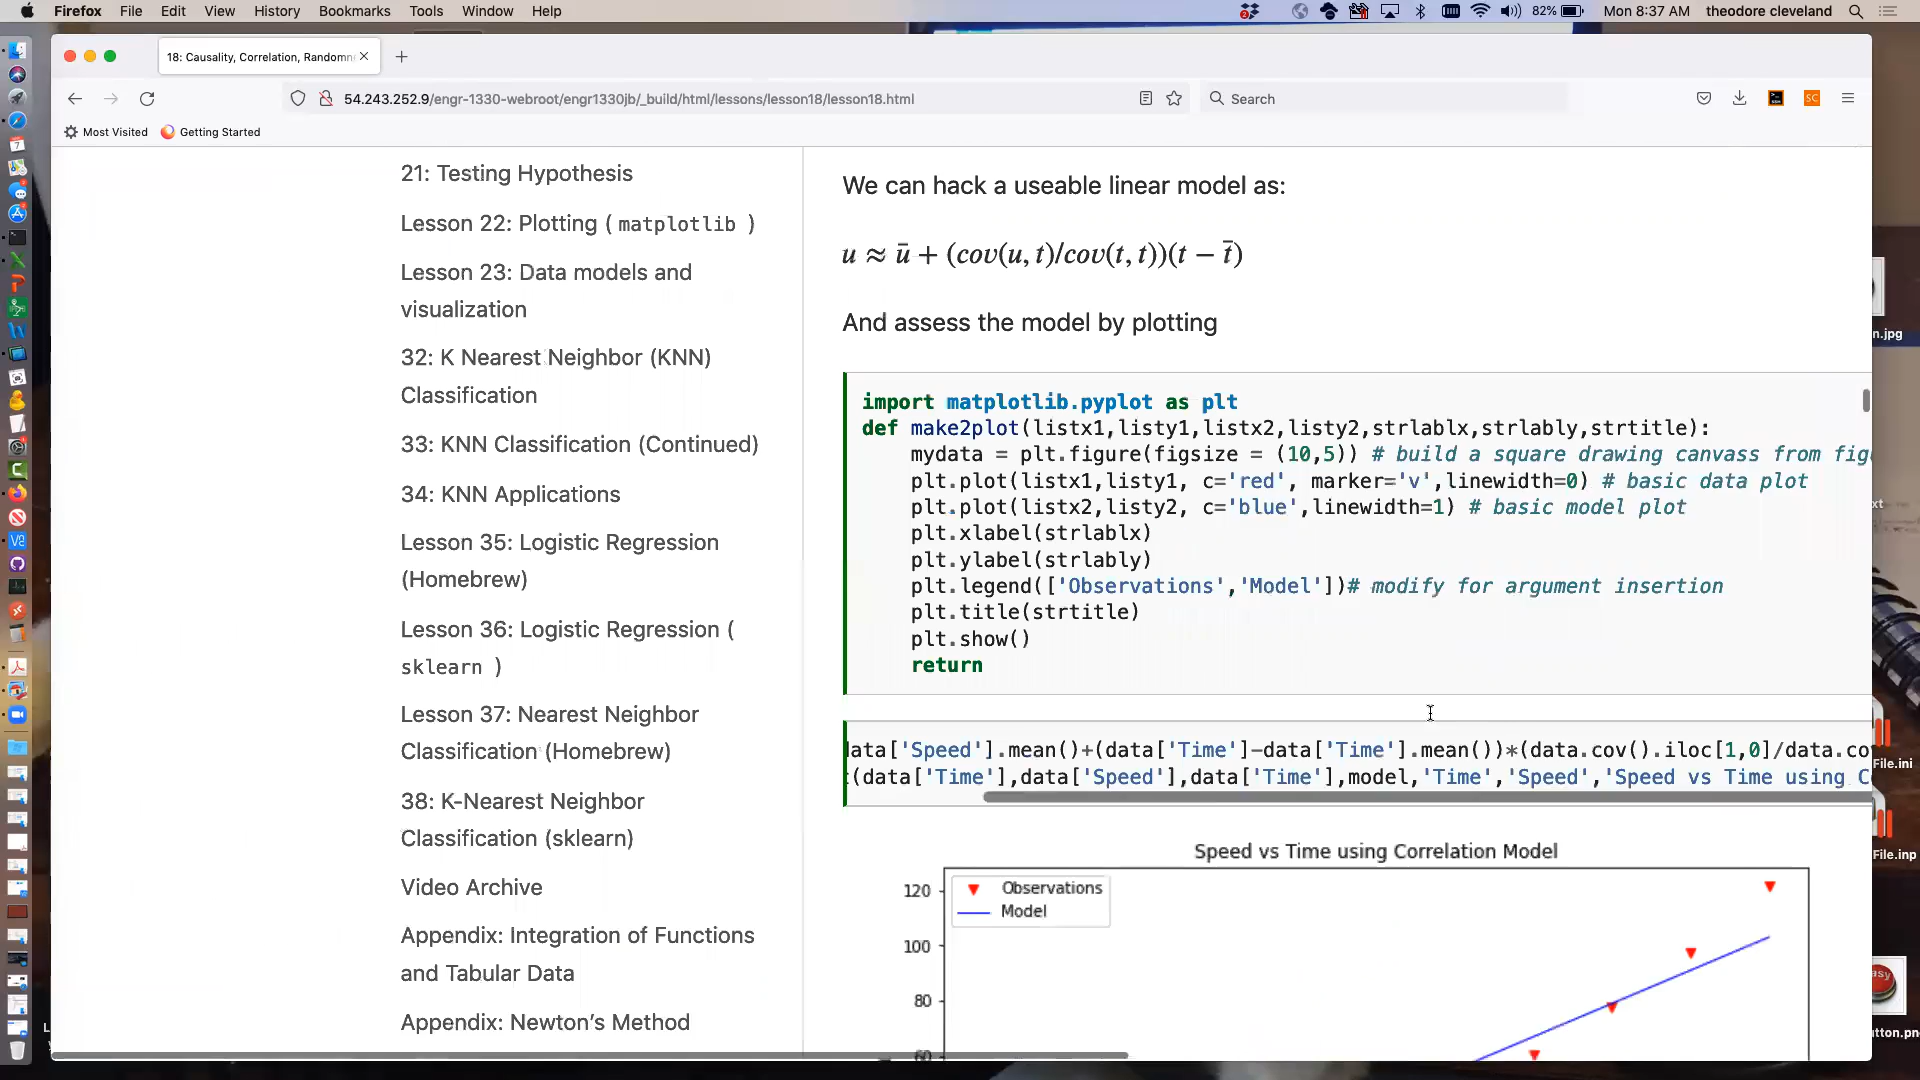 Firefox File Edit View History Bookmarks Tools Window Help 82% Mon 8:37 AM theodore cleveland
18: Causality, Correlation, Randomn
54.243.252.9/engr-1330-webroot/engr1330jb/_build/html/lessons/lesson18/lesson18.html
Search
Most Visited Getting Started
21: Testing Hypothesis
Lesson 22: Plotting ( matplotlib )
Lesson 23: Data models and
visualization
32: K Nearest Neighbor (KNN)
Classification
33: KNN Classification (Continued)
34: KNN Applications
Lesson 35: Logistic Regression
(Homebrew)
Lesson 36: Logistic Regression (
sklearn )
Lesson 37: Nearest Neighbor
Classification (Homebrew)
38: K-Nearest Neighbor
Classification (sklearn)
Video Archive
Appendix: Integration of Functions
and Tabular Data
Appendix: Newton's Method
We can hack a useable linear model as:
u ≈ ū + (cov(u, t)/cov(t, t))(t − t̄)
And assess the model by plotting
import matplotlib.pyplot as plt
def make2plot(listx1,listy1,listx2,listy2,strlablx,strlably,strtitle):
mydata = plt.figure(figsize = (10,5)) # build a square drawing canvass from figu
plt.plot(listx1,listy1, c='red', marker='v',linewidth=0) # basic data plot
plt.plot(listx2,listy2, c='blue',linewidth=1) # basic model plot
plt.xlabel(strlablx)
plt.ylabel(strlably)
plt.legend(['Observations','Model'])# modify for argument insertion
plt.title(strtitle)
plt.show()
return
data['Speed'].mean()+(data['Time']-data['Time'].mean())*(data.cov().iloc[1,0]/data.co
t(data['Time'],data['Speed'],data['Time'],model,'Time','Speed','Speed vs Time using C
Speed vs Time using Correlation Model
Observations
Model
120
100
80
60
n.jpg
xt
File.ini
File.inp
utton.pn